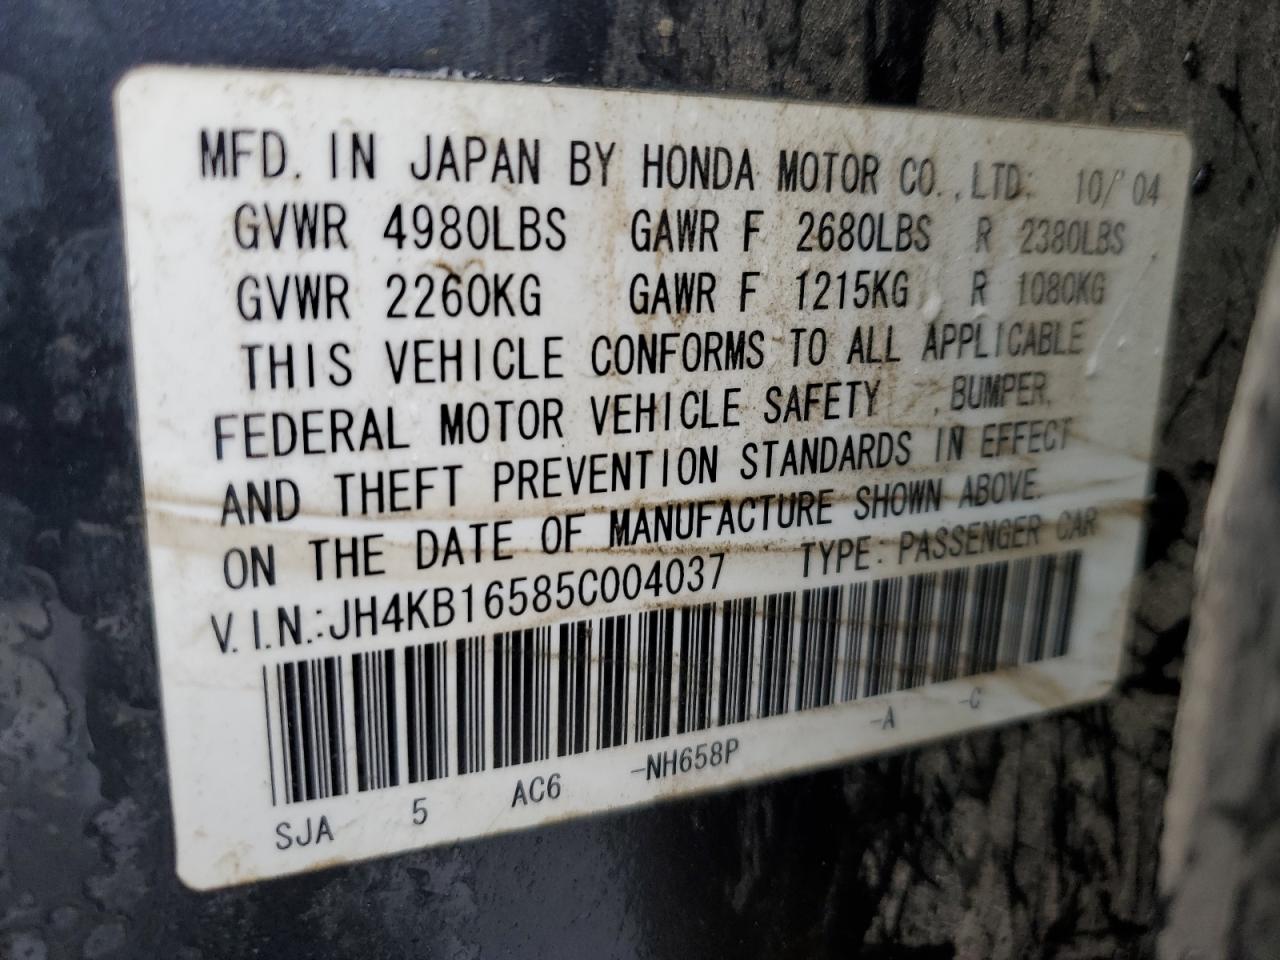 MFD. IN JAPAN BY HONDA MOTOR CO.,LTD. 10/'04
GVWR 4980LBS GAWR F 2680LBS R 2380LBS
GVWR 2260KG GAWR F 1215KG R 1080KG
THIS VEHICLE CONFORMS TO ALL APPLICABLE
FEDERAL MOTOR VEHICLE SAFETY , BUMPER,
AND THEFT PREVENTION STANDARDS IN EFFECT
ON THE DATE OF MANUFACTURE SHOWN ABOVE.
V.I.N.:JH4KB16585C004037 TYPE:PASSENGER CAR
SJA 5 AC6 -NH658P -A -C